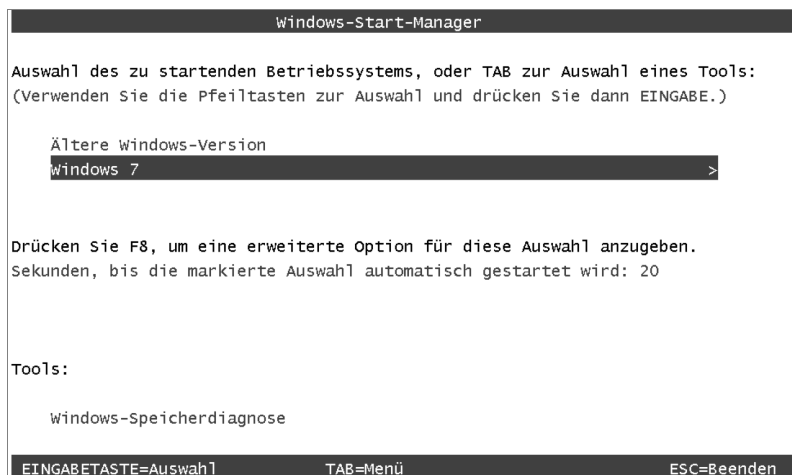 Windows-Start-Manager
Auswahl des zu startenden Betriebssystems, oder TAB zur Auswahl eines Tools:
(Verwenden Sie die Pfeiltasten zur Auswahl und drücken Sie dann EINGABE.)
Ältere Windows-Version
Windows 7 >
Drücken Sie F8, um eine erweiterte Option für diese Auswahl anzugeben.
Sekunden, bis die markierte Auswahl automatisch gestartet wird: 20
Tools:
Windows-Speicherdiagnose
EINGABETASTE=Auswahl TAB=Menü ESC=Beenden